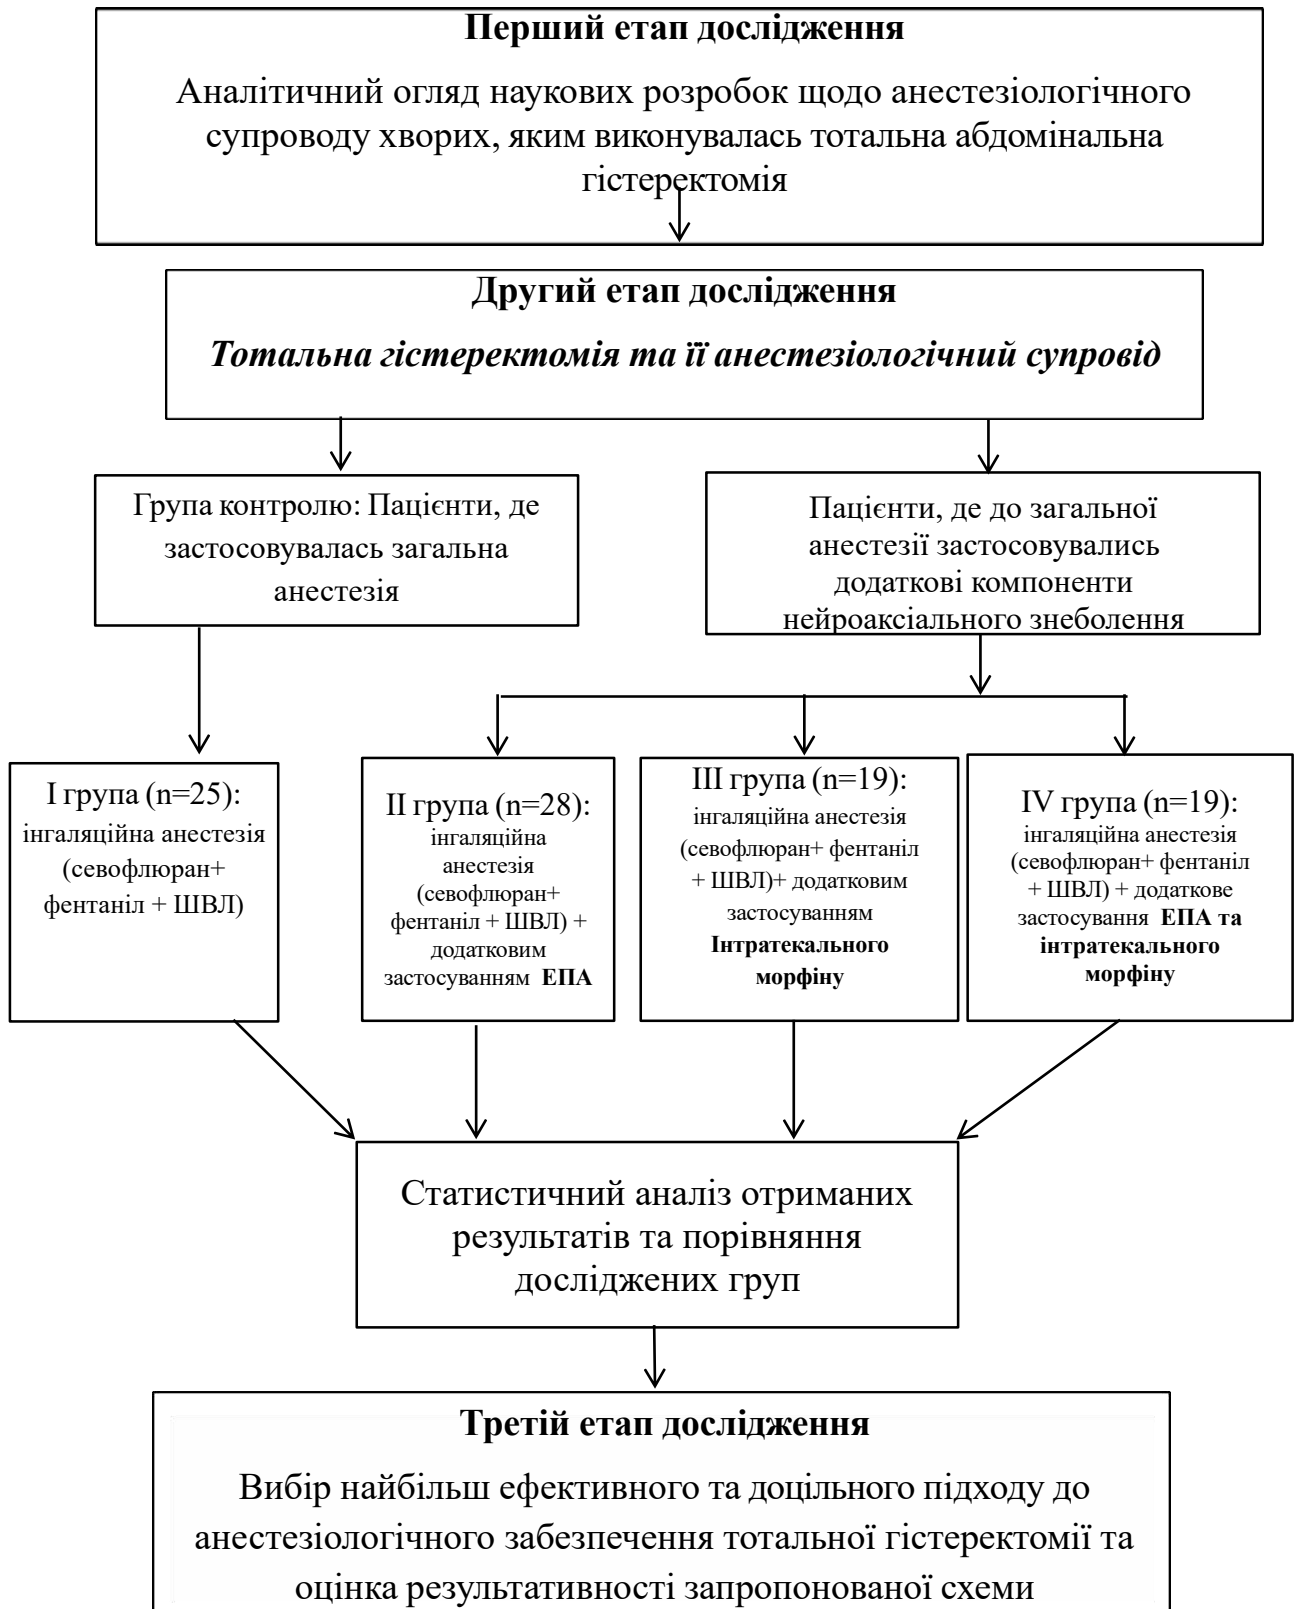 Перший етап дослідження
Аналітичний огляд наукових розробок щодо анестезіологічного
супроводу хворих, яким виконувалась тотальна абдомінальна
гістеректомія
Другий етап дослідження
Тотальна гістеректомія та її анестезіологічний супровід
Група контролю: Пацієнти, де
застосовувалась загальна
анестезія
Пацієнти, де до загальної
анестезії застосовувались
додаткові компоненти
нейроаксіального знеболення
І група (n=25):
інгаляційна анестезія
(севофлюран+
фентаніл + ШВЛ)
ІІ група (n=28):
інгаляційна
анестезія
(севофлюран+
фентаніл + ШВЛ) +
додатковим
застосуванням ЕПА
ІІІ група (n=19):
інгаляційна анестезія
(севофлюран+ фентаніл
+ ШВЛ)+ додатковим
застосуванням
Інтратекального
морфіну
IV група (n=19):
інгаляційна анестезія
(севофлюран+ фентаніл
+ ШВЛ) + додаткове
застосування ЕПА та
інтратекального
морфіну
Статистичний аналіз отриманих
результатів та порівняння
досліджених груп
Третій етап дослідження
Вибір найбільш ефективного та доцільного підходу до
анестезіологічного забезпечення тотальної гістеректомії та
оцінка результативності запропонованої схеми